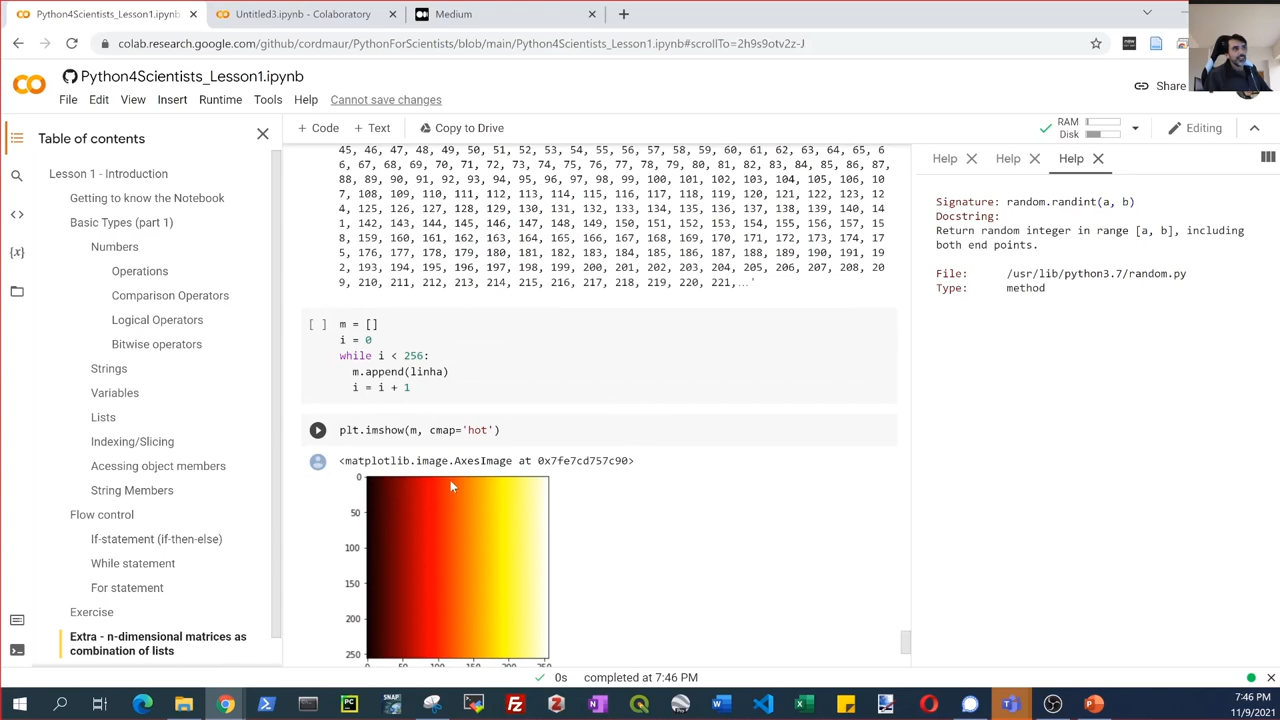 Python4Scientists_Lesson1.ipynb
Untitled3.ipynb - Colaboratory
Medium
colab.research.google.com/github/cordmaur/PythonForScientists/blob/main/Python4Scientists_Lesson1.ipynb#scrollTo=2h9s9otv2z-J
Python4Scientists_Lesson1.ipynb
File Edit View Insert Runtime Tools Help Cannot save changes
Share
+ Code + Text Copy to Drive
RAM
Disk
Editing
Table of contents
Lesson 1 - Introduction
Getting to know the Notebook
Basic Types (part 1)
Numbers
Operations
Comparison Operators
Logical Operators
Bitwise operators
Strings
Variables
Lists
Indexing/Slicing
Acessing object members
String Members
Flow control
If-statement (if-then-else)
While statement
For statement
Exercise
Extra - n-dimensional matrices as
combination of lists
45, 46, 47, 48, 49, 50, 51, 52, 53, 54, 55, 56, 57, 58, 59, 60, 61, 62, 63, 64, 65, 6
6, 67, 68, 69, 70, 71, 72, 73, 74, 75, 76, 77, 78, 79, 80, 81, 82, 83, 84, 85, 86, 87,
88, 89, 90, 91, 92, 93, 94, 95, 96, 97, 98, 99, 100, 101, 102, 103, 104, 105, 106, 10
7, 108, 109, 110, 111, 112, 113, 114, 115, 116, 117, 118, 119, 120, 121, 122, 123, 12
4, 125, 126, 127, 128, 129, 130, 131, 132, 133, 134, 135, 136, 137, 138, 139, 140, 14
1, 142, 143, 144, 145, 146, 147, 148, 149, 150, 151, 152, 153, 154, 155, 156, 157, 15
8, 159, 160, 161, 162, 163, 164, 165, 166, 167, 168, 169, 170, 171, 172, 173, 174, 17
5, 176, 177, 178, 179, 180, 181, 182, 183, 184, 185, 186, 187, 188, 189, 190, 191, 19
2, 193, 194, 195, 196, 197, 198, 199, 200, 201, 202, 203, 204, 205, 206, 207, 208, 20
9, 210, 211, 212, 213, 214, 215, 216, 217, 218, 219, 220, 221,...'
[ ] m = []
i = 0
while i < 256:
m.append(linha)
i = i + 1
plt.imshow(m, cmap='hot')
<matplotlib.image.AxesImage at 0x7fe7cd757c90>
0
50
100
150
200
250
0 50 100 150 200 250
Help Help Help
Signature: random.randint(a, b)
Docstring:
Return random integer in range [a, b], including
both end points.
File: /usr/lib/python3.7/random.py
Type: method
0s completed at 7:46 PM
7:46 PM
11/9/2021